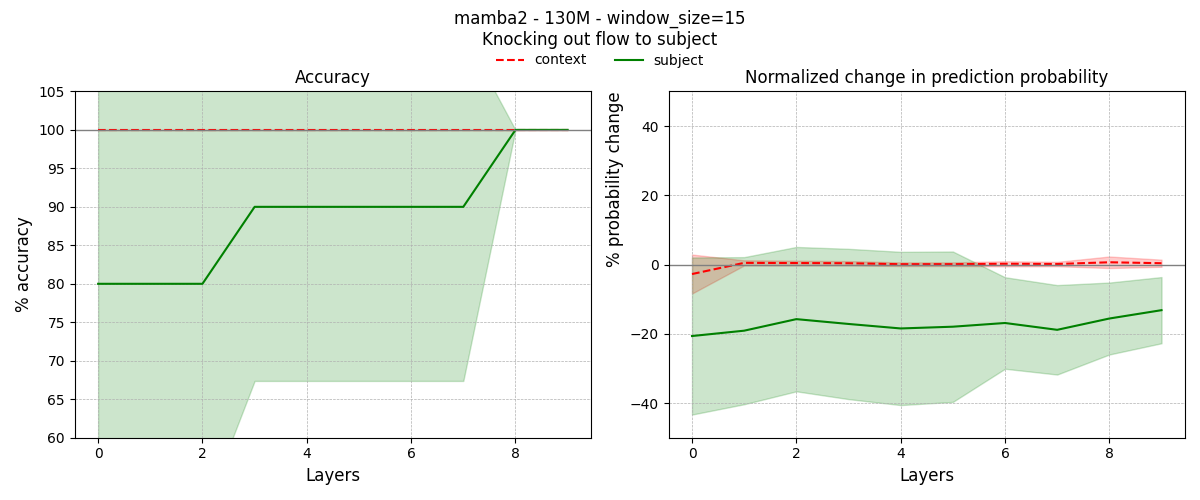 mamba2 - 130M - window_size=15
Knocking out flow to subject
context
subject
Accuracy
% accuracy
105
100
95
90
85
80
75
70
65
60
0
2
4
6
8
Layers
Normalized change in prediction probability
% probability change
40
20
0
−20
−40
0
2
4
6
8
Layers